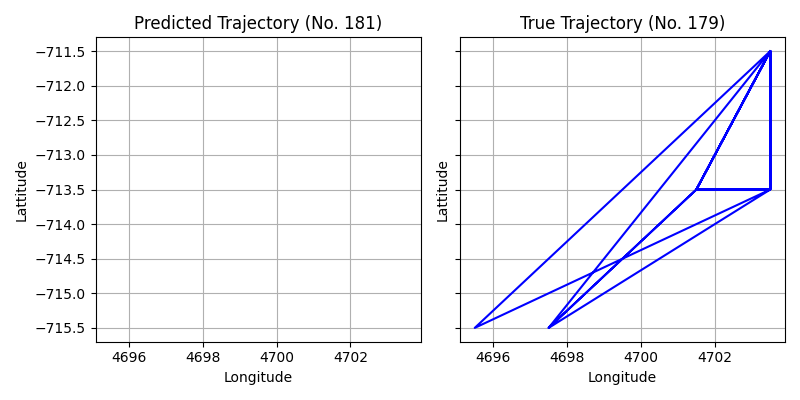 Predicted Trajectory (No. 181)
−711.5
−712.0
−712.5
−713.0
−713.5
−714.0
−714.5
−715.0
−715.5
Lattitude
4696 4698 4700 4702
Longitude
True Trajectory (No. 179)
Lattitude
4696 4698 4700 4702
Longitude